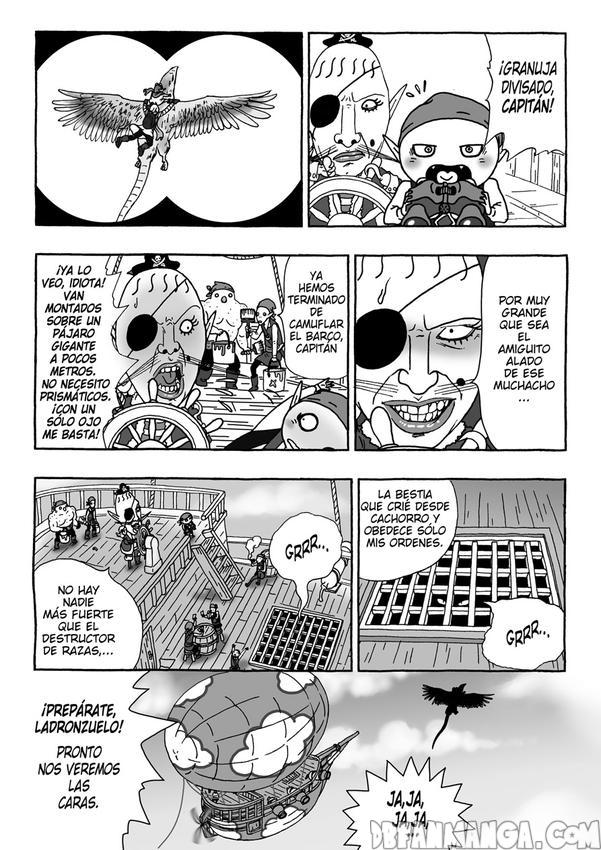 ¡GRANUJA
DIVISADO,
CAPITÁN!
¡YA LO
VEO, IDIOTA!
VAN
MONTADOS
SOBRE UN
PÁJARO
GIGANTE
A POCOS
METROS.
NO NECESITO
PRISMÁTICOS.
¡CON UN
SÓLO OJO
ME BASTA!
YA
HEMOS
TERMINADO
DE
CAMUFLAR
EL BARCO,
CAPITÁN
POR MUY
GRANDE
QUE SEA
EL
AMIGUITO
ALADO DE
ESE
MUCHACHO
...
NO HAY
NADIE
MÁS FUERTE
QUE EL
DESTRUCTOR
DE RAZAS,...
GRRR...
LA BESTIA
QUE CRIÉ DESDE
CACHORRO Y
OBEDECE SÓLO
MIS ORDENES.
GRRR...
¡PREPÁRATE,
LADRONZUELO!
PRONTO
NOS VEREMOS
LAS
CARAS.
JA,JA,
JA,JA
...
DBFANMANGA.COM